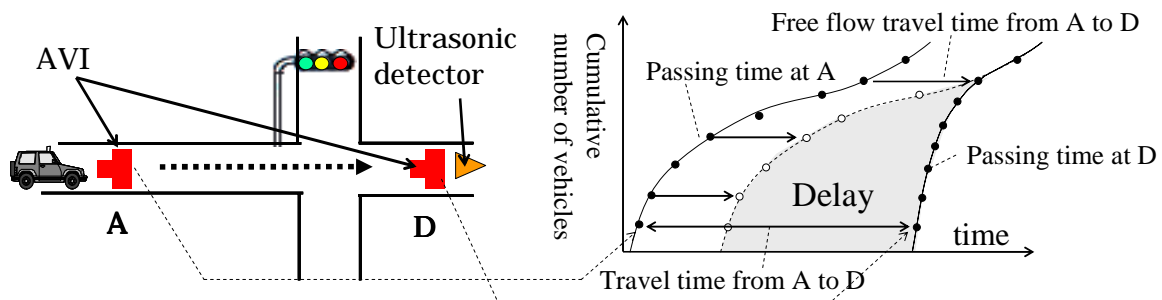 AVI
Ultrasonic
detector
A
D
Cumulative
number of vehicles
Free flow travel time from A to D
Passing time at A
Passing time at D
Delay
time
Travel time from A to D